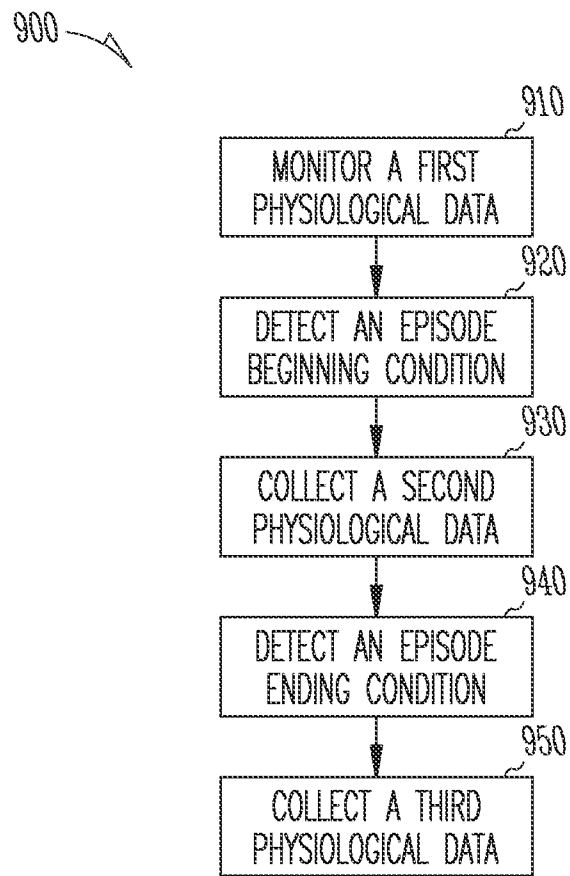 900
910
MONITOR A FIRST
PHYSIOLOGICAL DATA
920
DETECT AN EPISODE
BEGINNING CONDITION
930
COLLECT A SECOND
PHYSIOLOGICAL DATA
940
DETECT AN EPISODE
ENDING CONDITION
950
COLLECT A THIRD
PHYSIOLOGICAL DATA